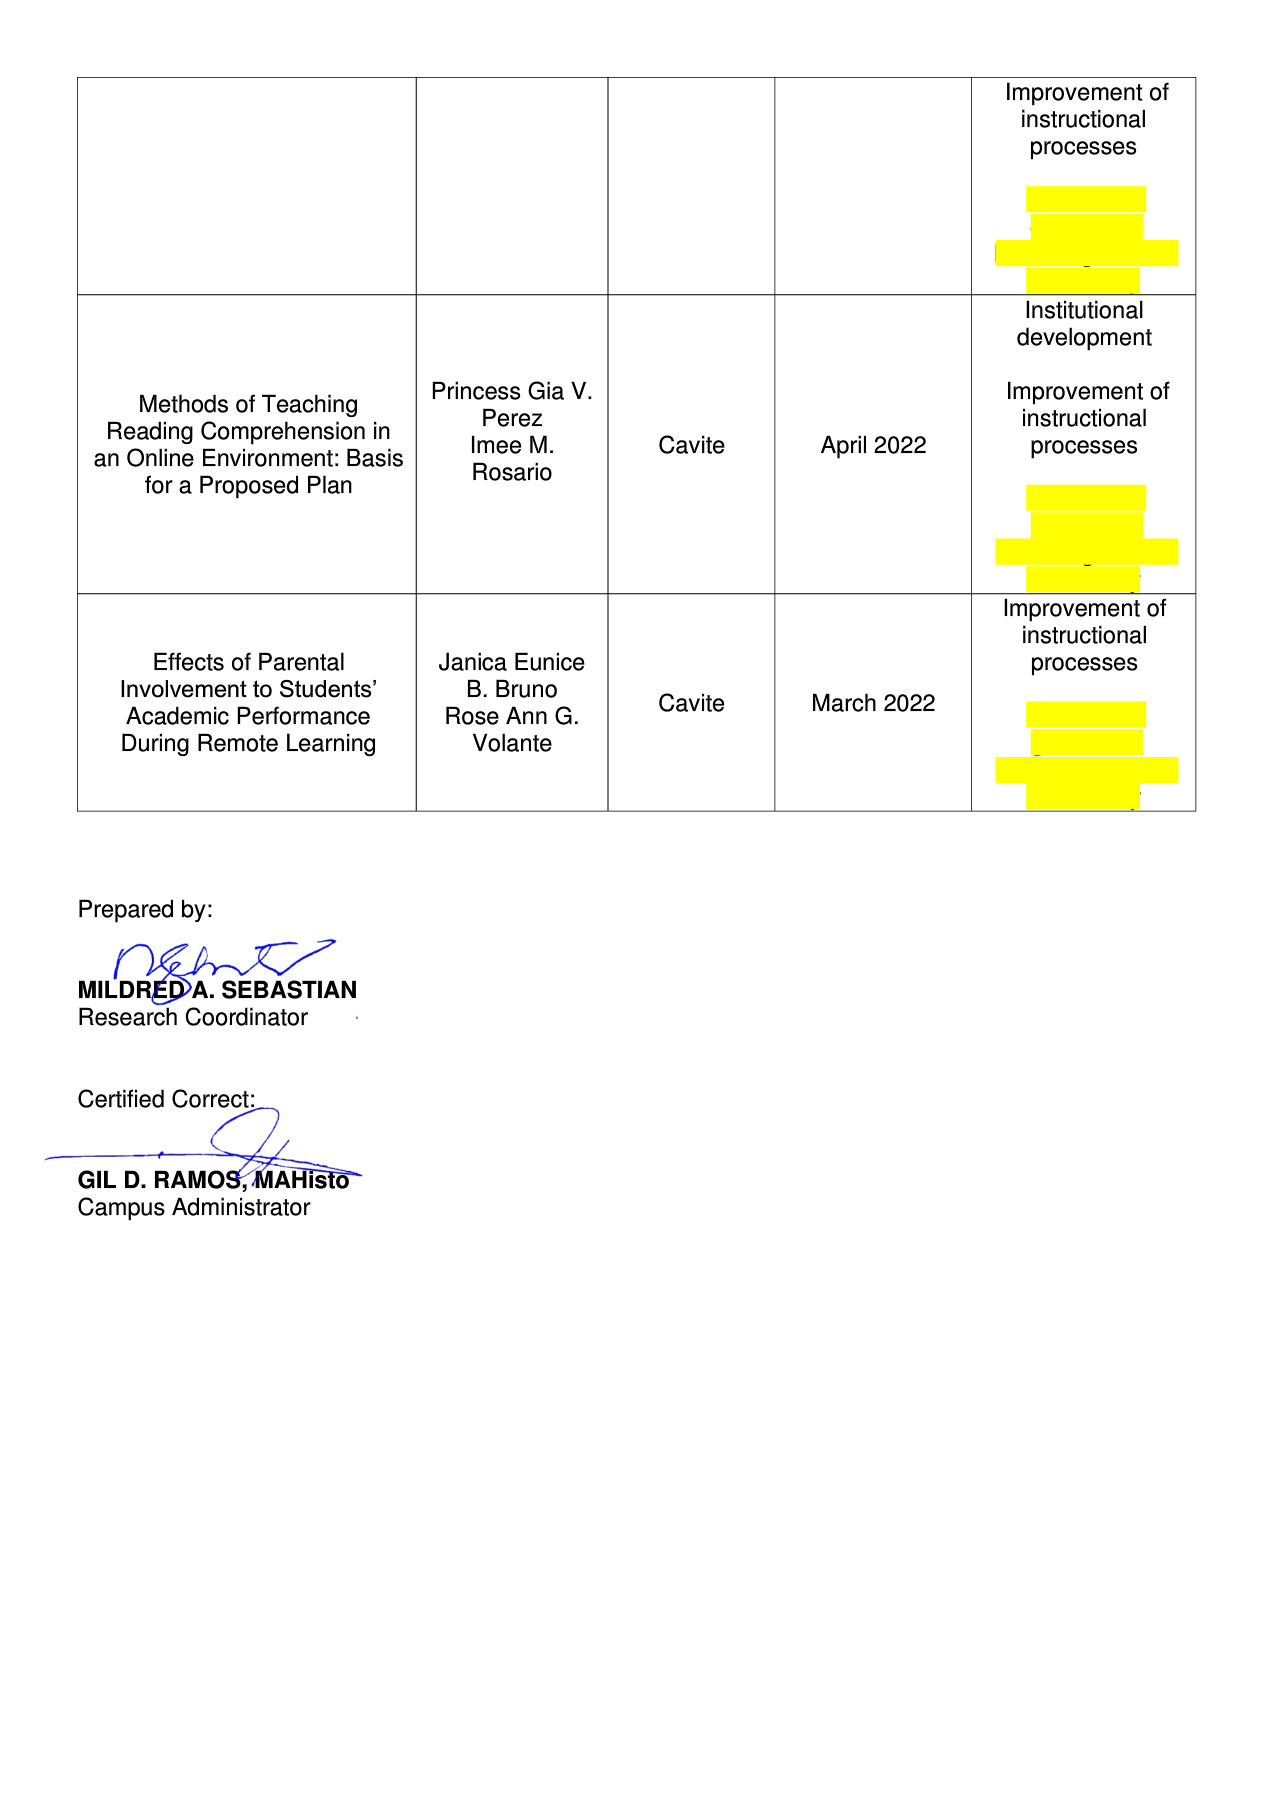 Improvement of
instructional
processes
Institutional
development
Methods of Teaching
Reading Comprehension in
an Online Environment: Basis
for a Proposed Plan
Princess Gia V.
Perez
Imee M.
Rosario
Cavite
April 2022
Improvement of
instructional
processes
Effects of Parental
Involvement to Students’
Academic Performance
During Remote Learning
Janica Eunice
B. Bruno
Rose Ann G.
Volante
Cavite
March 2022
Improvement of
instructional
processes
Prepared by:
MILDRED A. SEBASTIAN
Research Coordinator
Certified Correct:
GIL D. RAMOS, MAHisto
Campus Administrator